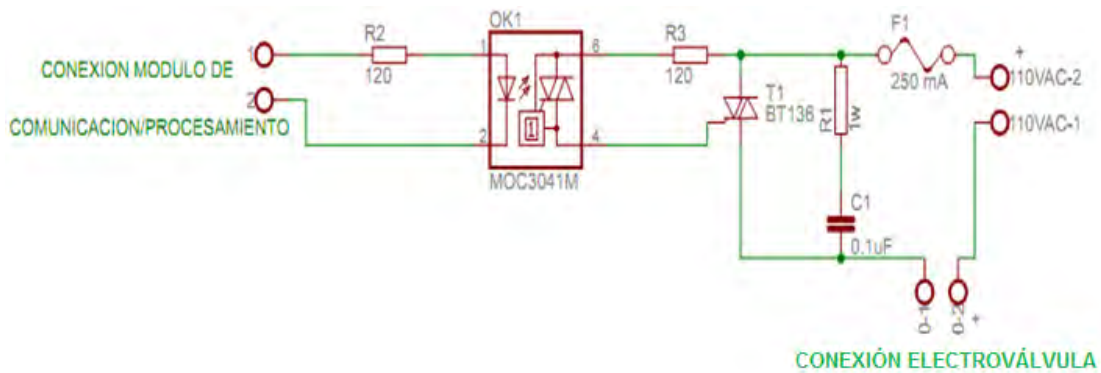 OK1
F1
R2
R3
1
1
6
+
CONEXION MODULO DE
120
120
250 mA
110VAC-2
2
T1
BT136
R1
1w
110VAC-1
COMUNICACION/PROCESAMIENTO
2
4
MOC3041M
C1
0.1uF
0-1
0-2
+
CONEXIÓN ELECTROVÁLVULA